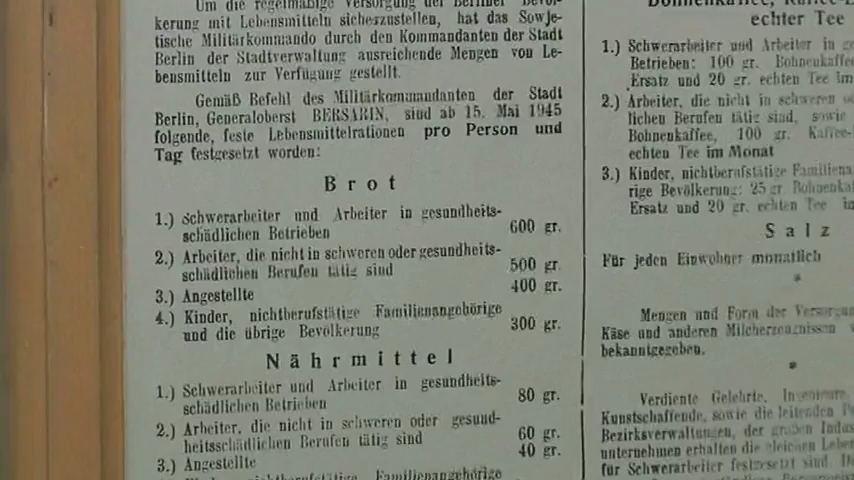 Um die regelmäßige Versorgung der Berliner Bevöl-
kerung mit Lebensmitteln sicherzustellen, hat das Sowje-
tische Militärkommando durch den Kommandanten der Stadt
Berlin der Stadtverwaltung ausreichende Mengen von Le-
bensmitteln zur Verfügung gestellt.
Gemäß Befehl des Militärkommandanten der Stadt
Berlin, Generaloberst BERSARIN, sind ab 15. Mai 1945
folgende, feste Lebensmittelrationen pro Person und
Tag festgesetzt worden:
Brot
1.) Schwerarbeiter und Arbeiter in gesundheits-
schädlichen Betrieben 600 gr.
2.) Arbeiter, die nicht in schweren oder gesundheits-
schädlichen Berufen tätig sind 500 gr.
3.) Angestellte 400 gr.
4.) Kinder, nichtberufstätige Familienangehörige
und die übrige Bevölkerung 300 gr.
Nährmittel
1.) Schwerarbeiter und Arbeiter in gesundheits-
schädlichen Betrieben 80 gr.
2.) Arbeiter, die nicht in schweren oder gesund-
heitsschädlichen Berufen tätig sind 60 gr.
3.) Angestellte 40 gr.
nichtberufstätige Familienangehörige
Bohnenkaffee,
echter Tee
1.) Schwerarbeiter und Arbeiter in
Betrieben: 100 gr. Bohnenkaffee
Ersatz und 20 gr. echten Tee im
2.) Arbeiter, die nicht in schweren
lichen Berufen tätig sind, sowie
Bohnenkaffee, 100 gr. Kaffee-
echten Tee im Monat
3.) Kinder, nichtberufstätige
rige Bevölkerung: 25 gr.
Ersatz und 20 gr. echten Tee
Salz
Für jeden Einwohner monatlich
*
Mengen und Form der
Käse und anderen Milcherzeugnissen
bekanntgegeben.
*
Verdiente Gelehrte,
Kunstschaffende, sowie die leitenden
Bezirksverwaltungen, der großen
unternehmen erhalten die gleichen
für Schwerarbeiter festgesetzt sind.